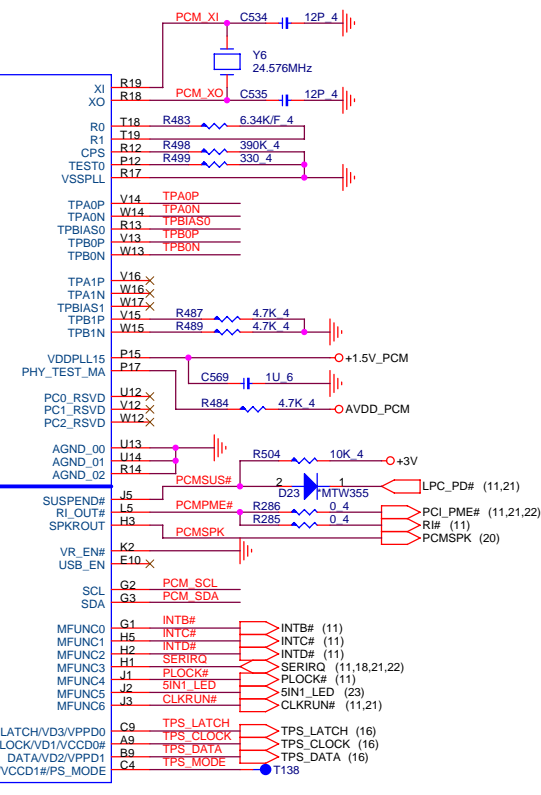 PCM_XI C534 12P_4
Y6
24.576MHz
XI R19
XO R18 PCM_XO C535 12P_4
R0 T18 R483 6.34K/F_4
R1 T19
CPS R12 R498 390K_4
TEST0 P12 R499 330_4
VSSPLL R17
TPA0P V14 TPA0P
TPA0N W14 TPA0N
TPBIAS0 R13 TPBIAS0
TPB0P V13 TPB0P
TPB0N W13 TPB0N
TPA1P V16
TPA1N W16
TPBIAS1 W17
TPB1P V15 R487 4.7K_4
TPB1N W15 R489 4.7K_4
VDDPLL15 P15 +1.5V_PCM
PHY_TEST_MA P17
C569 1U_6
PC0_RSVD U12
PC1_RSVD V12 R484 4.7K_4 AVDD_PCM
PC2_RSVD W12
AGND_00 U13
AGND_01 U14 R504 10K_4 +3V
AGND_02 R14
PCMSUS# 2 1 LPC_PD# (11,21)
SUSPEND# J5 D23 MTW355
RI_OUT# L5 PCMPME# R286 0_4 PCI_PME# (11,21,22)
SPKROUT H3 R285 0_4 RI# (11)
PCMSPK PCMSPK (20)
VR_EN# K2
USB_EN E10
SCL G2 PCM_SCL
SDA G3 PCM_SDA
MFUNC0 G1 INTB# INTB# (11)
MFUNC1 H5 INTC# INTC# (11)
MFUNC2 H2 INTD# INTD# (11)
MFUNC3 H1 SERIRQ SERIRQ (11,18,21,22)
MFUNC4 J1 PLOCK# PLOCK# (11)
MFUNC5 J2 5IN1_LED 5IN1_LED (23)
MFUNC6 J3 CLKRUN# CLKRUN# (11,21)
LATCH/VD3/VPPD0 C9 TPS_LATCH TPS_LATCH (16)
LOCK/VD1/VCCD0# A9 TPS_CLOCK TPS_CLOCK (16)
DATA/VD2/VPPD1 B9 TPS_DATA TPS_DATA (16)
/VCCD1#/PS_MODE C4 TPS_MODE T138